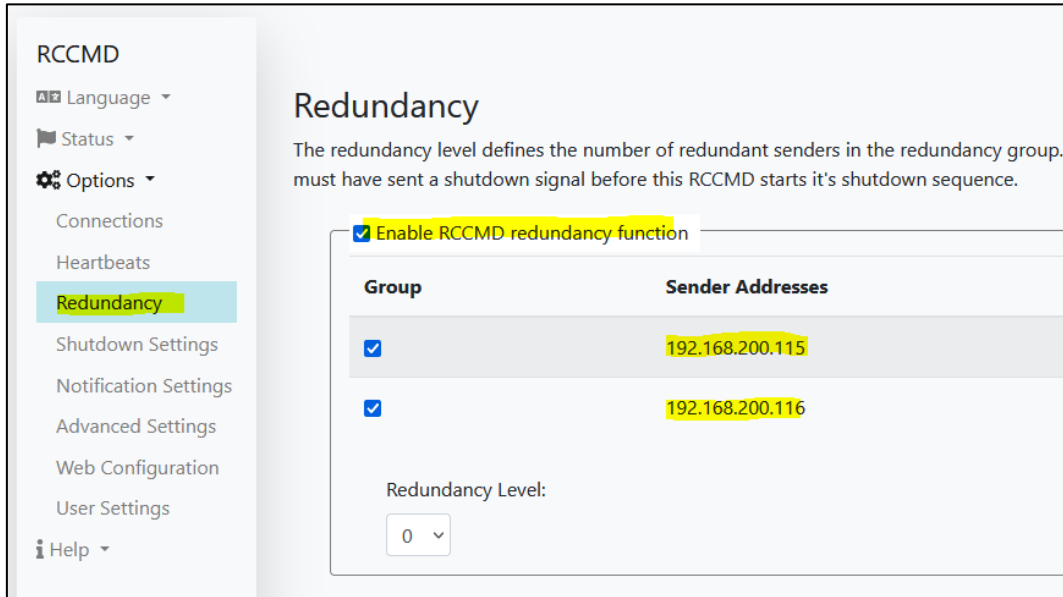 RCCMD
Language
Status
Options
Connections
Heartbeats
Redundancy
Shutdown Settings
Notification Settings
Advanced Settings
Web Configuration
User Settings
Help
Redundancy
The redundancy level defines the number of redundant senders in the redundancy group.
must have sent a shutdown signal before this RCCMD starts it's shutdown sequence.
Enable RCCMD redundancy function
Group Sender Addresses
192.168.200.115
192.168.200.116
Redundancy Level:
0